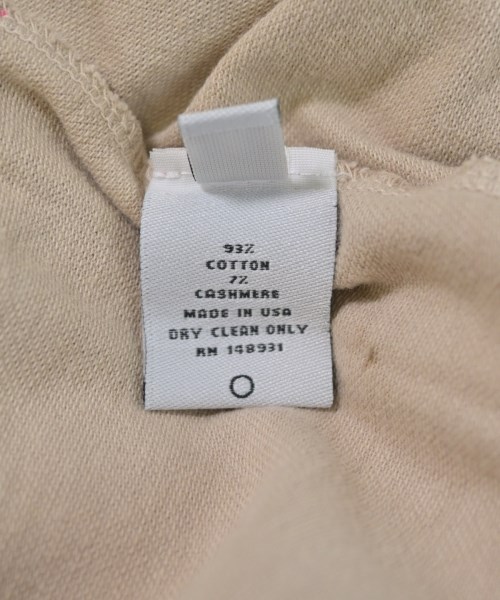 93%
COTTON
7%
CASHMERE
MADE IN USA
DRY CLEAN ONLY
RN 148931